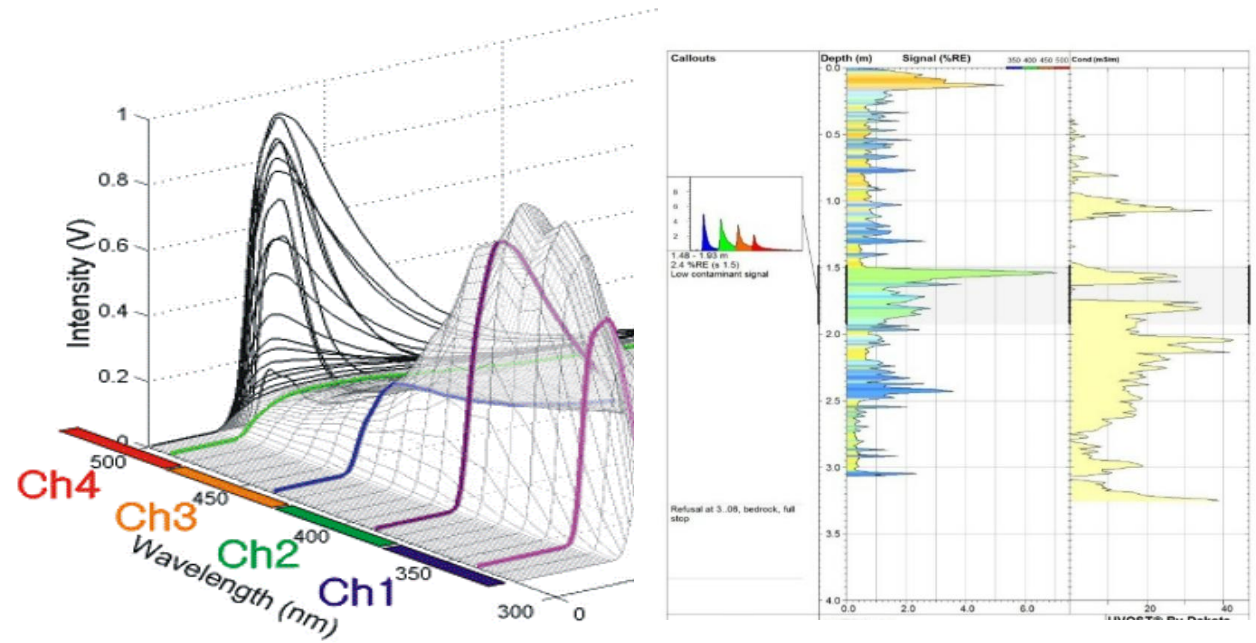 1
0.8
0.6
0.4
0.2
0
Intensity (V)
500
450
400
350
300
0
Ch4
Ch3
Ch2
Ch1
Wavelength (nm)
Callouts
Depth (m)
Signal (%RE)
350 400 450 500
Cond (mS/m)
0.0
0.5
1.0
1.5
2.0
2.5
3.0
3.5
4.0
8
6
4
2
1.48 - 1.93 m
2.4 %RE (s 1.5)
Low contaminant signal
Refusal at 3..08, bedrock, full
stop
0.0 2.0 4.0 6.0
20 40
UVOST® By Dakota